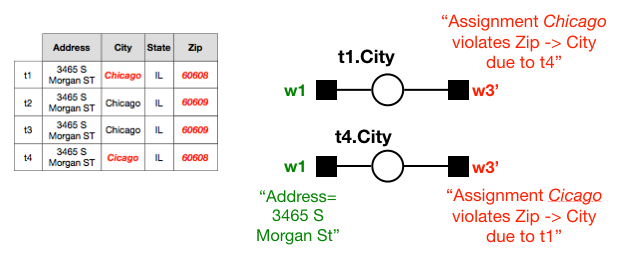 Address City State Zip
t1 3465 S Morgan ST Chicago IL 60608
t2 3465 S Morgan ST Chicago IL 60609
t3 3465 S Morgan ST Chicago IL 60609
t4 3465 S Morgan ST Cicago IL 60608
“Assignment Chicago
violates Zip -> City
due to t4”
t1.City
w1 w3’
t4.City
w1 w3’
“Address=
3465 S
Morgan St”
“Assignment Cicago
violates Zip -> City
due to t1”